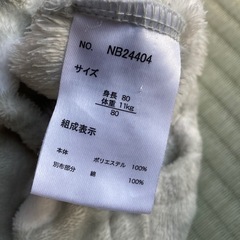 NO. NB24404
サイズ
身長 80
体重 11kg
80
組成表示
本体 ポリエステル 100%
別布部分 綿 100%